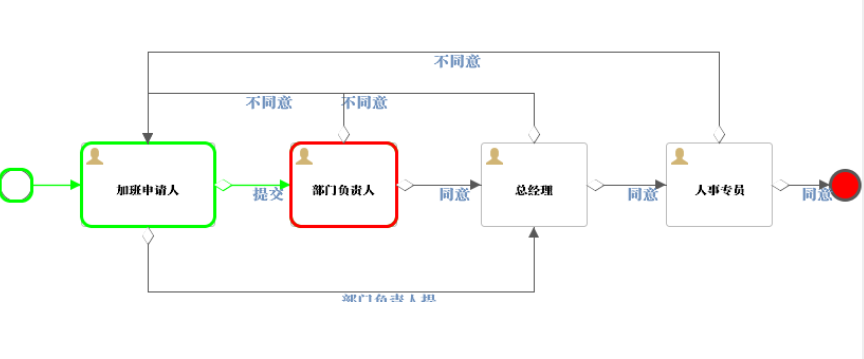 不同意
不同意
不同意
加班申请人
提交
部门负责人
同意
总经理
同意
人事专员
同意
部门负责人提